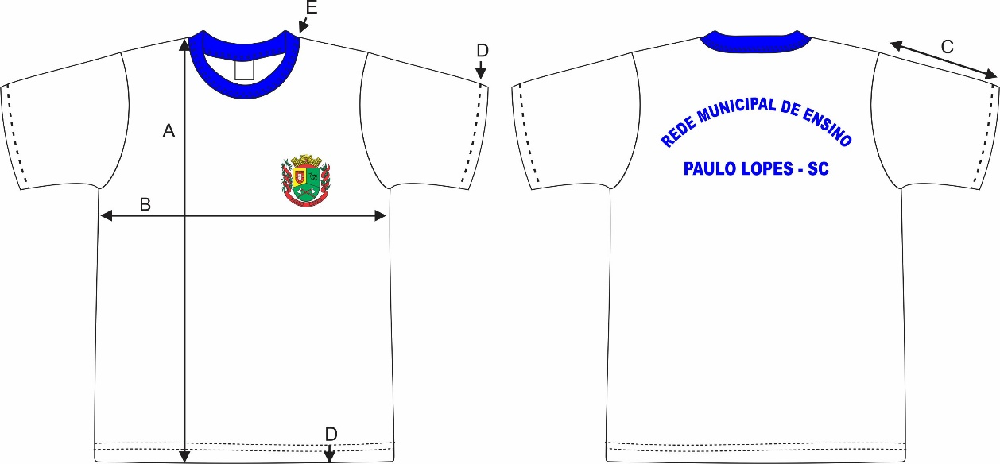 E
D
A
B
D
C
REDE MUNICIPAL DE ENSINO
PAULO LOPES - SC